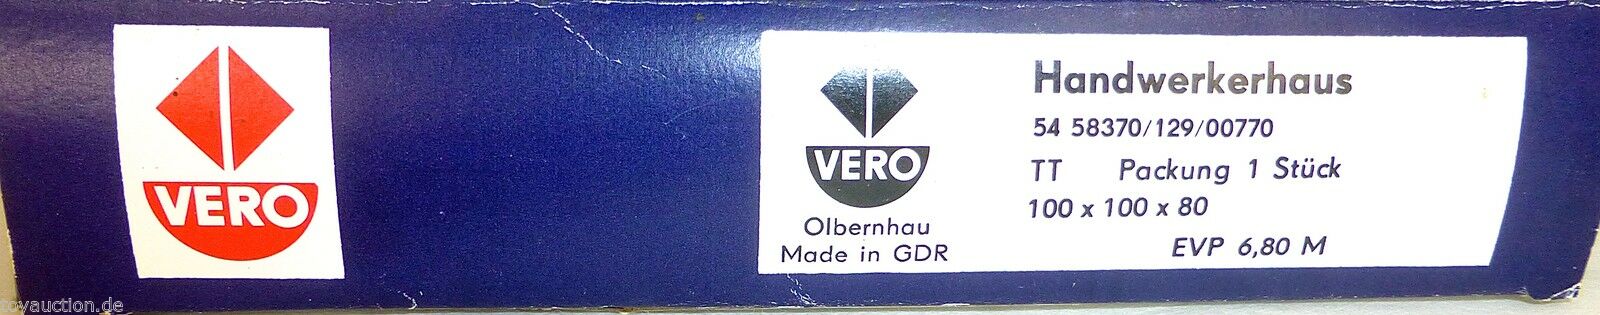 VERO
VERO
Olbernhau
Made in GDR
Handwerkerhaus
54 58370/129/00770
TT Packung 1 Stück
100 x 100 x 80
EVP 6,80 M
toyauction.de